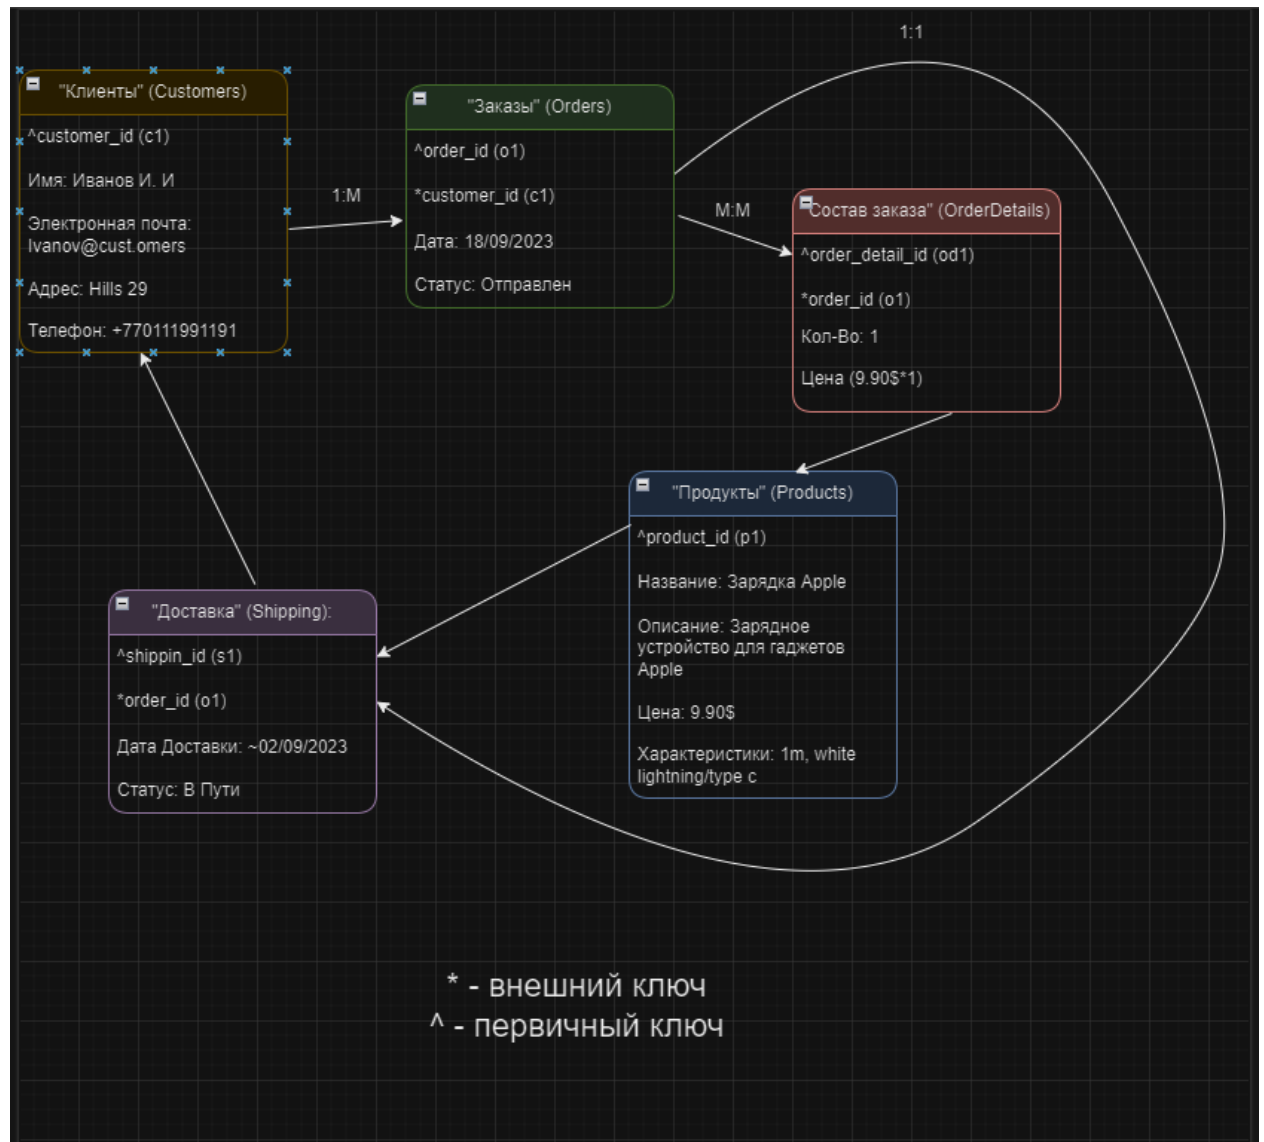 1:1
"Клиенты" (Customers)
^customer_id (c1)
Имя: Иванов И. И
Электронная почта:
Ivanov@cust.omers
Адрес: Hills 29
Телефон: +770111991191
1:M
"Заказы" (Orders)
^order_id (o1)
*customer_id (c1)
Дата: 18/09/2023
Статус: Отправлен
M:M
Состав заказа" (OrderDetails)
^order_detail_id (od1)
*order_id (o1)
Кол-Во: 1
Цена (9.90$*1)
"Продукты" (Products)
^product_id (p1)
Название: Зарядка Apple
Описание: Зарядное
устройство для гаджетов
Apple
Цена: 9.90$
Характеристики: 1m, white
lightning/type c
"Доставка" (Shipping):
^shippin_id (s1)
*order_id (o1)
Дата Доставки: ~02/09/2023
Статус: В Пути
* - внешний ключ
^ - первичный ключ